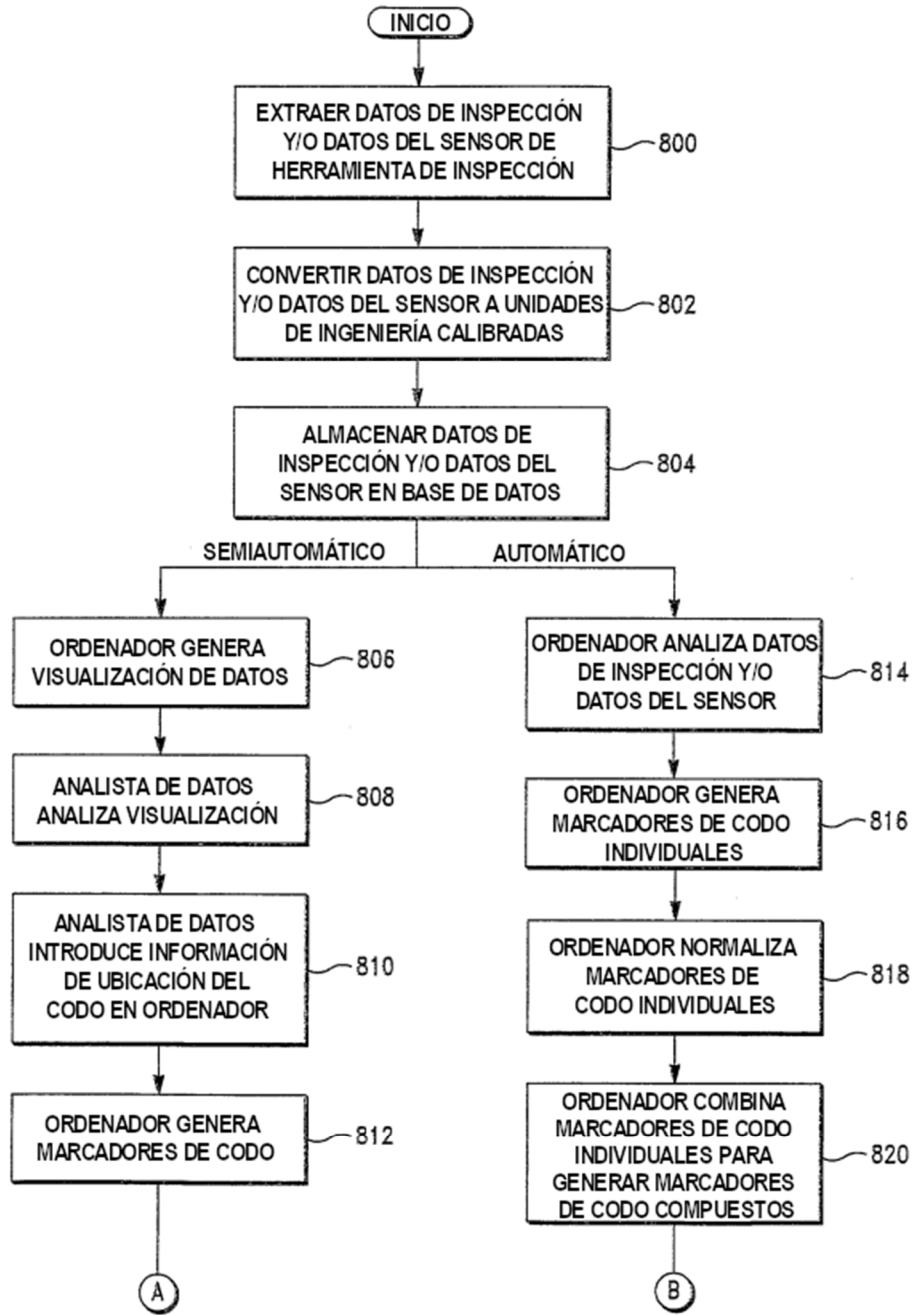 INICIO
EXTRAER DATOS DE INSPECCIÓN
Y/O DATOS DEL SENSOR DE
HERRAMIENTA DE INSPECCIÓN
800
CONVERTIR DATOS DE INSPECCIÓN
Y/O DATOS DEL SENSOR A UNIDADES
DE INGENIERÍA CALIBRADAS
802
ALMACENAR DATOS DE
INSPECCIÓN Y/O DATOS DEL
SENSOR EN BASE DE DATOS
804
SEMIAUTOMÁTICO
AUTOMÁTICO
ORDENADOR GENERA
VISUALIZACIÓN DE DATOS
806
ANALISTA DE DATOS
ANALIZA VISUALIZACIÓN
808
ANALISTA DE DATOS
INTRODUCE INFORMACIÓN
DE UBICACIÓN DEL
CODO EN ORDENADOR
810
ORDENADOR GENERA
MARCADORES DE CODO
812
A
ORDENADOR ANALIZA DATOS
DE INSPECCIÓN Y/O
DATOS DEL SENSOR
814
ORDENADOR GENERA
MARCADORES DE CODO
INDIVIDUALES
816
ORDENADOR NORMALIZA
MARCADORES DE
CODO INDIVIDUALES
818
ORDENADOR COMBINA
MARCADORES DE CODO
INDIVIDUALES PARA
GENERAR MARCADORES
DE CODO COMPUESTOS
820
B